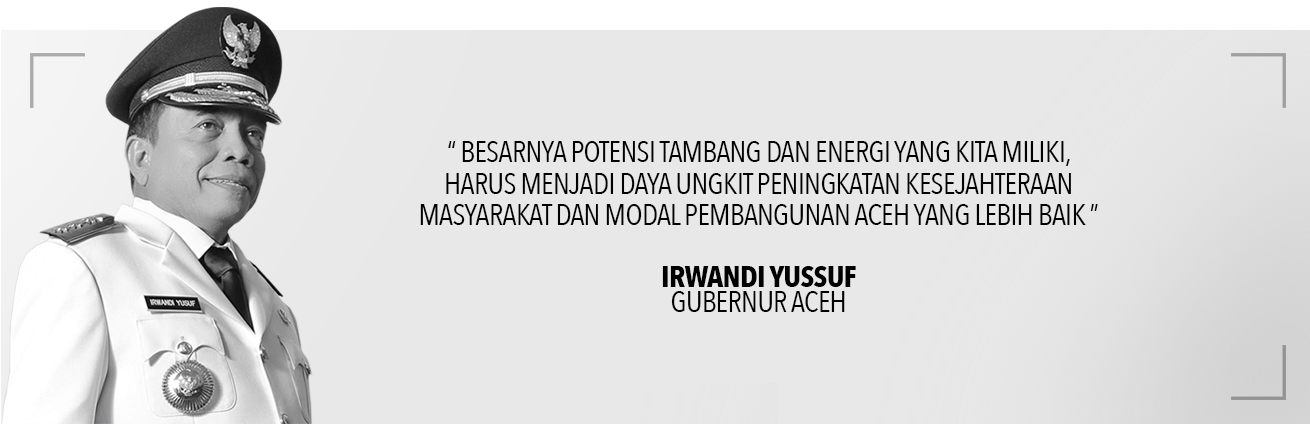 “ BESARNYA POTENSI TAMBANG DAN ENERGI YANG KITA MILIKI,
HARUS MENJADI DAYA UNGKIT PENINGKATAN KESEJAHTERAAN
MASYARAKAT DAN MODAL PEMBANGUNAN ACEH YANG LEBIH BAIK ”
IRWANDI YUSSUF
GUBERNUR ACEH
IRWANDI YUSUF